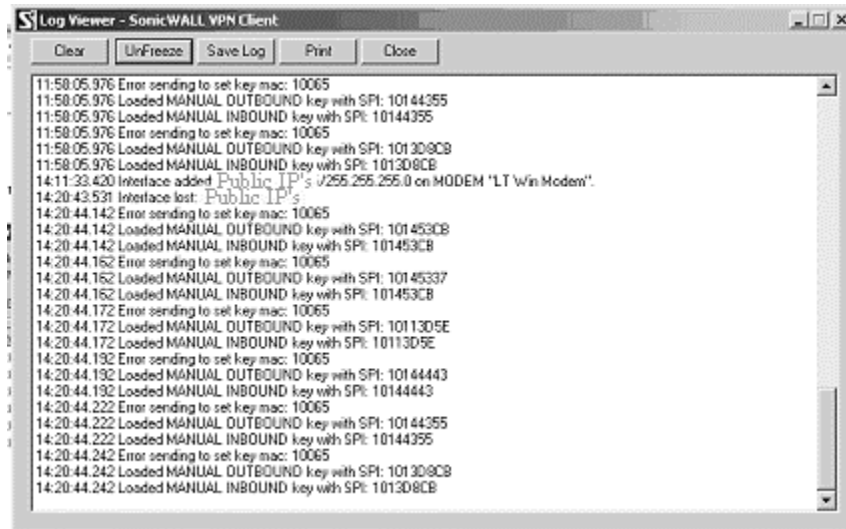 Log Viewer - SonicWALL VPN Client
Clear UnFreeze Save Log Print Close
11:58:05.976 Error sending to set key mac: 10065
11:58:05.976 Loaded MANUAL OUTBOUND key with SPI: 10144355
11:58:05.976 Loaded MANUAL INBOUND key with SPI: 10144355
11:58:05.976 Error sending to set key mac: 10065
11:58:05.976 Loaded MANUAL OUTBOUND key with SPI: 1013D8CB
11:58:05.976 Loaded MANUAL INBOUND key with SPI: 1013D8CB
14:11:33.420 Interface added: Public IP's /255.255.255.0 on MODEM "LT Win Modem".
14:20:43.531 Interface lost: Public IP's
14:20:44.142 Error sending to set key mac: 10065
14:20:44.142 Loaded MANUAL OUTBOUND key with SPI: 101453CB
14:20:44.142 Loaded MANUAL INBOUND key with SPI: 101453CB
14:20:44.162 Error sending to set key mac: 10065
14:20:44.162 Loaded MANUAL OUTBOUND key with SPI: 10145337
14:20:44.162 Loaded MANUAL INBOUND key with SPI: 101453CB
14:20:44.172 Error sending to set key mac: 10065
14:20:44.172 Loaded MANUAL OUTBOUND key with SPI: 10113D5E
14:20:44.172 Loaded MANUAL INBOUND key with SPI: 10113D5E
14:20:44.192 Error sending to set key mac: 10065
14:20:44.192 Loaded MANUAL OUTBOUND key with SPI: 10144443
14:20:44.192 Loaded MANUAL INBOUND key with SPI: 10144443
14:20:44.222 Error sending to set key mac: 10065
14:20:44.222 Loaded MANUAL OUTBOUND key with SPI: 10144355
14:20:44.222 Loaded MANUAL INBOUND key with SPI: 10144355
14:20:44.242 Error sending to set key mac: 10065
14:20:44.242 Loaded MANUAL OUTBOUND key with SPI: 1013D8CB
14:20:44.242 Loaded MANUAL INBOUND key with SPI: 1013D8CB